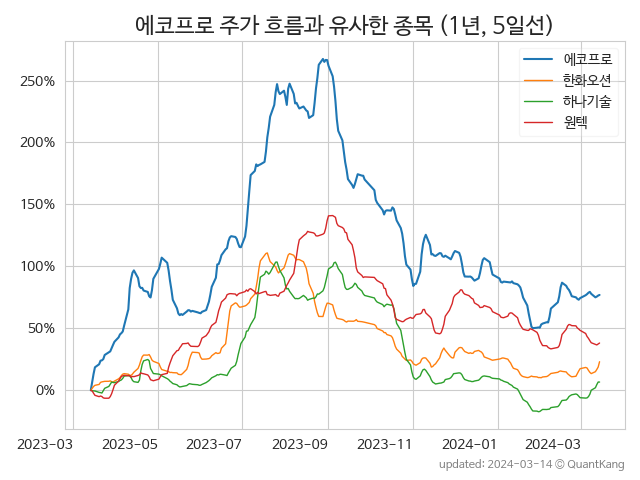 에코프로 주가 흐름과 유사한 종목 (1년, 5일선)
에코프로
한화오션
하나기술
원텍
250%
200%
150%
100%
50%
0%
2023-03 2023-05 2023-07 2023-09 2023-11 2024-01 2024-03
updated: 2024-03-14 © QuantKang